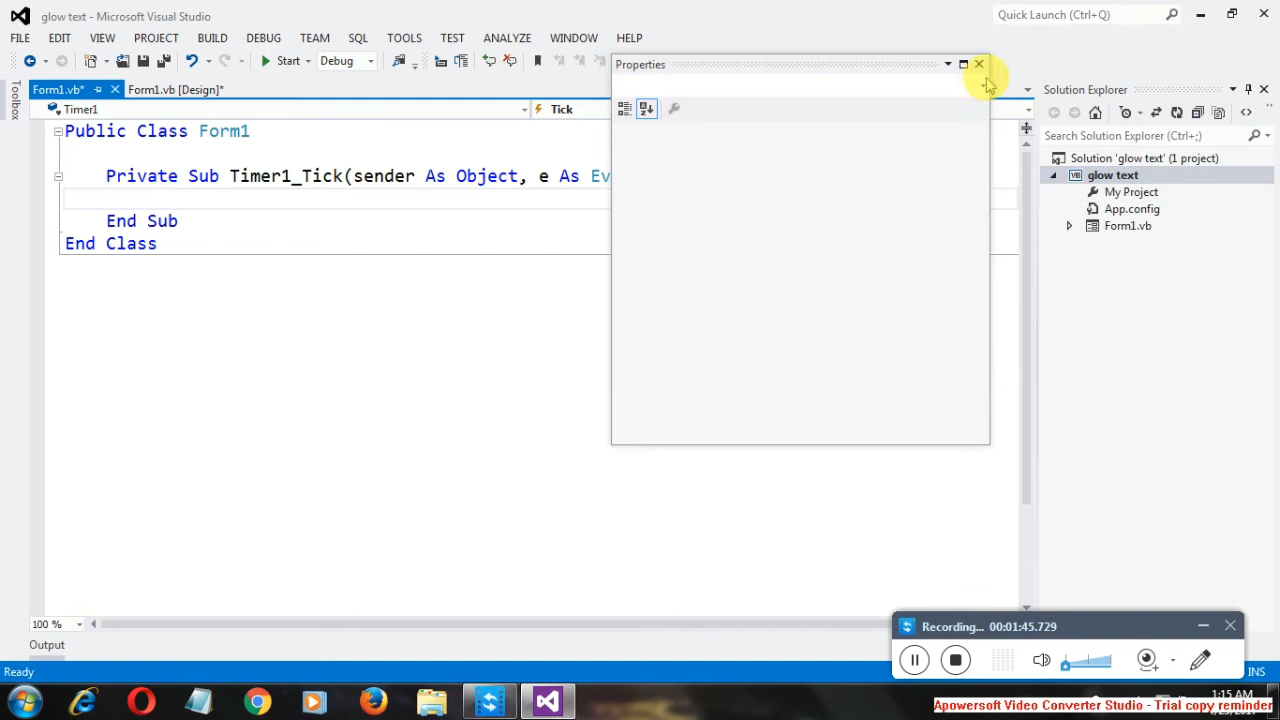 glow text - Microsoft Visual Studio
Quick Launch (Ctrl+Q)
FILE EDIT VIEW PROJECT BUILD DEBUG TEAM SQL TOOLS TEST ANALYZE WINDOW HELP
Start Debug
Properties
Toolbox
Form1.vb* Form1.vb [Design]*
Timer1
Tick
Public Class Form1
Private Sub Timer1_Tick(sender As Object, e As Ev
End Sub
End Class
Solution Explorer
Search Solution Explorer (Ctrl+;)
Solution 'glow text' (1 project)
glow text
My Project
App.config
Form1.vb
100 %
Output
Ready
INS
Recording... 00:01:45.729
1:15 AM
Apowersoft Video Converter Studio - Trial copy reminder